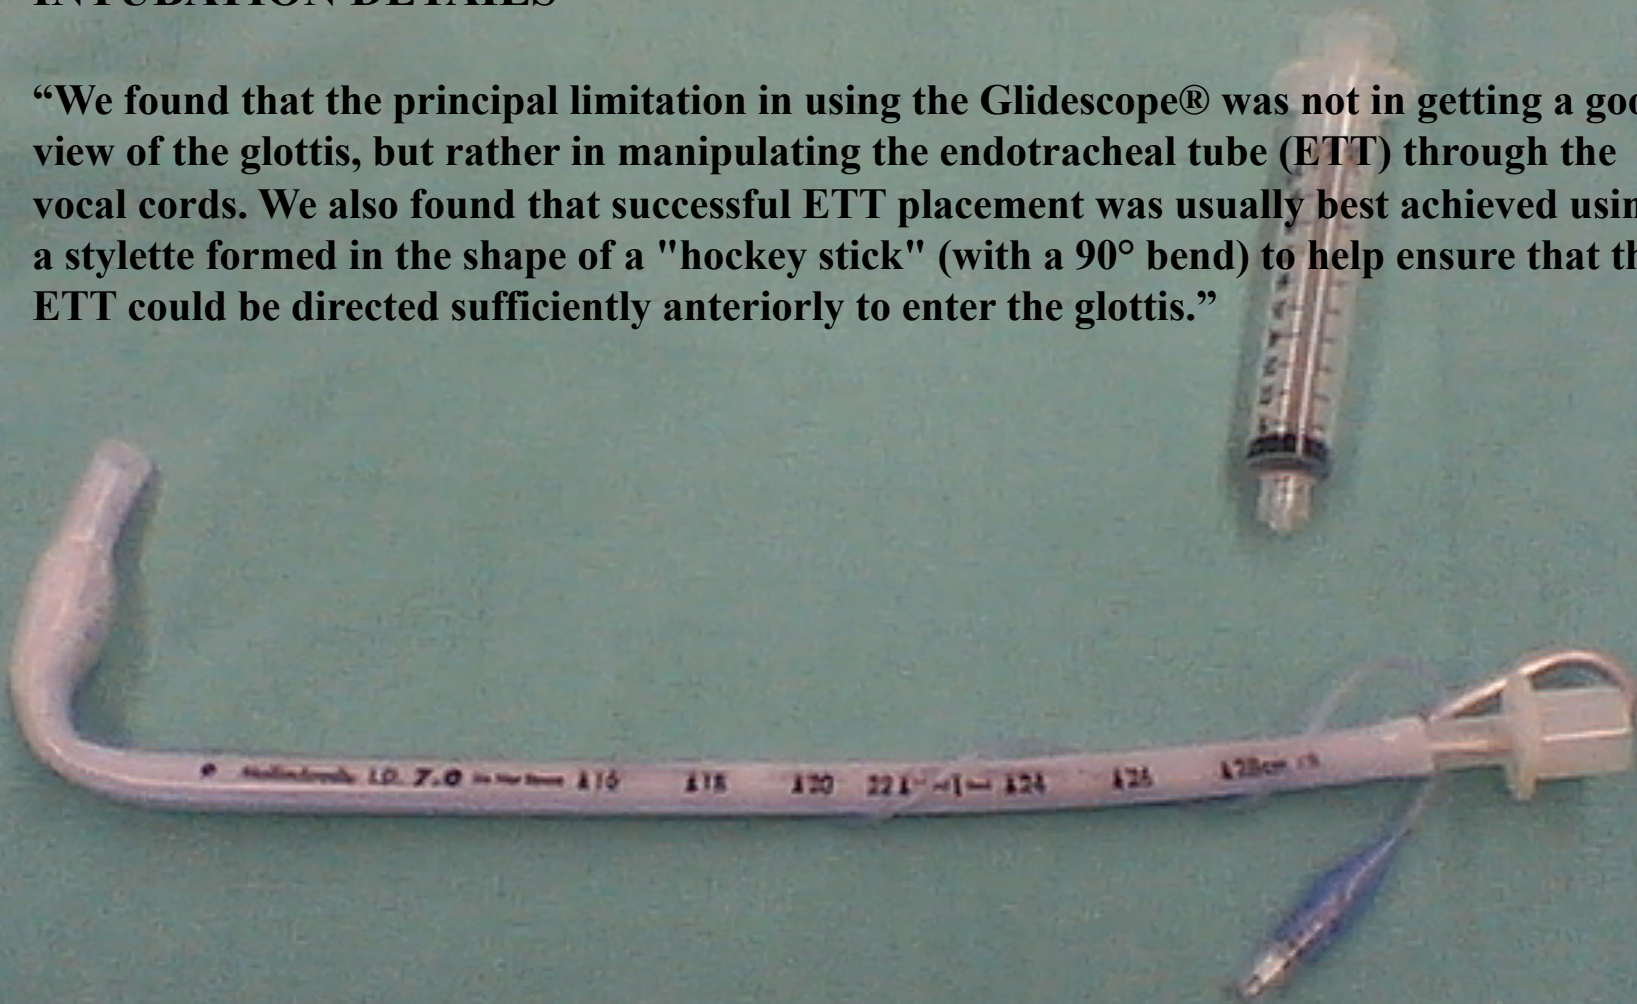 INTUBATION DETAILS
“We found that the principal limitation in using the Glidescope® was not in getting a goo
view of the glottis, but rather in manipulating the endotracheal tube (ETT) through the
vocal cords. We also found that successful ETT placement was usually best achieved usin
a stylette formed in the shape of a "hockey stick" (with a 90° bend) to help ensure that th
ETT could be directed sufficiently anteriorly to enter the glottis.”
I.D. 7.0 16 18 20 22 24 26 28cm